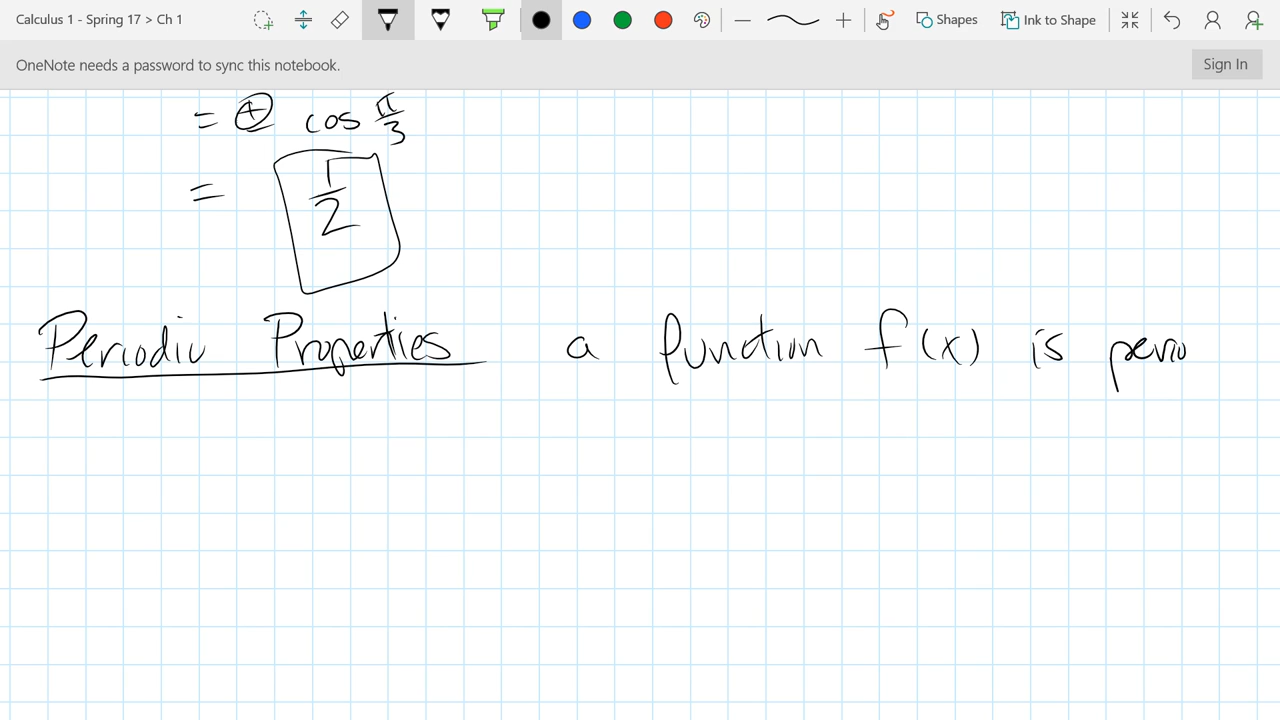 Calculus 1 - Spring 17 > Ch 1
Shapes
Ink to Shape
OneNote needs a password to sync this notebook.
Sign In
= ⊕ cos π/3
= 1/2
Periodic Properties a function f(x) is perio